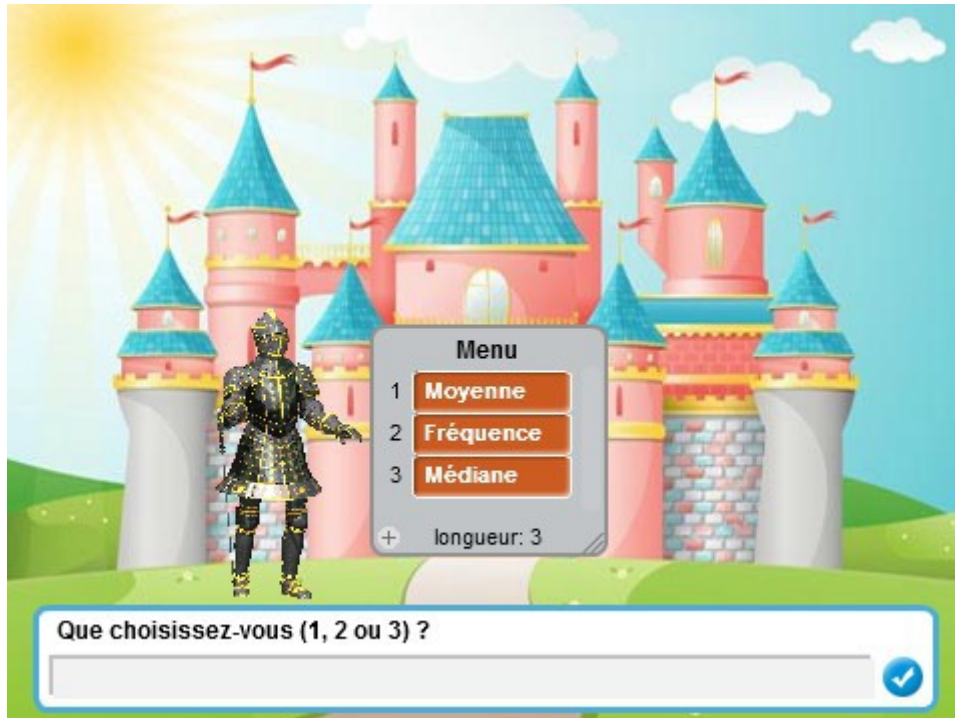 Menu
1 Moyenne
2 Fréquence
3 Médiane
+ longueur: 3
Que choisissez-vous (1, 2 ou 3) ?